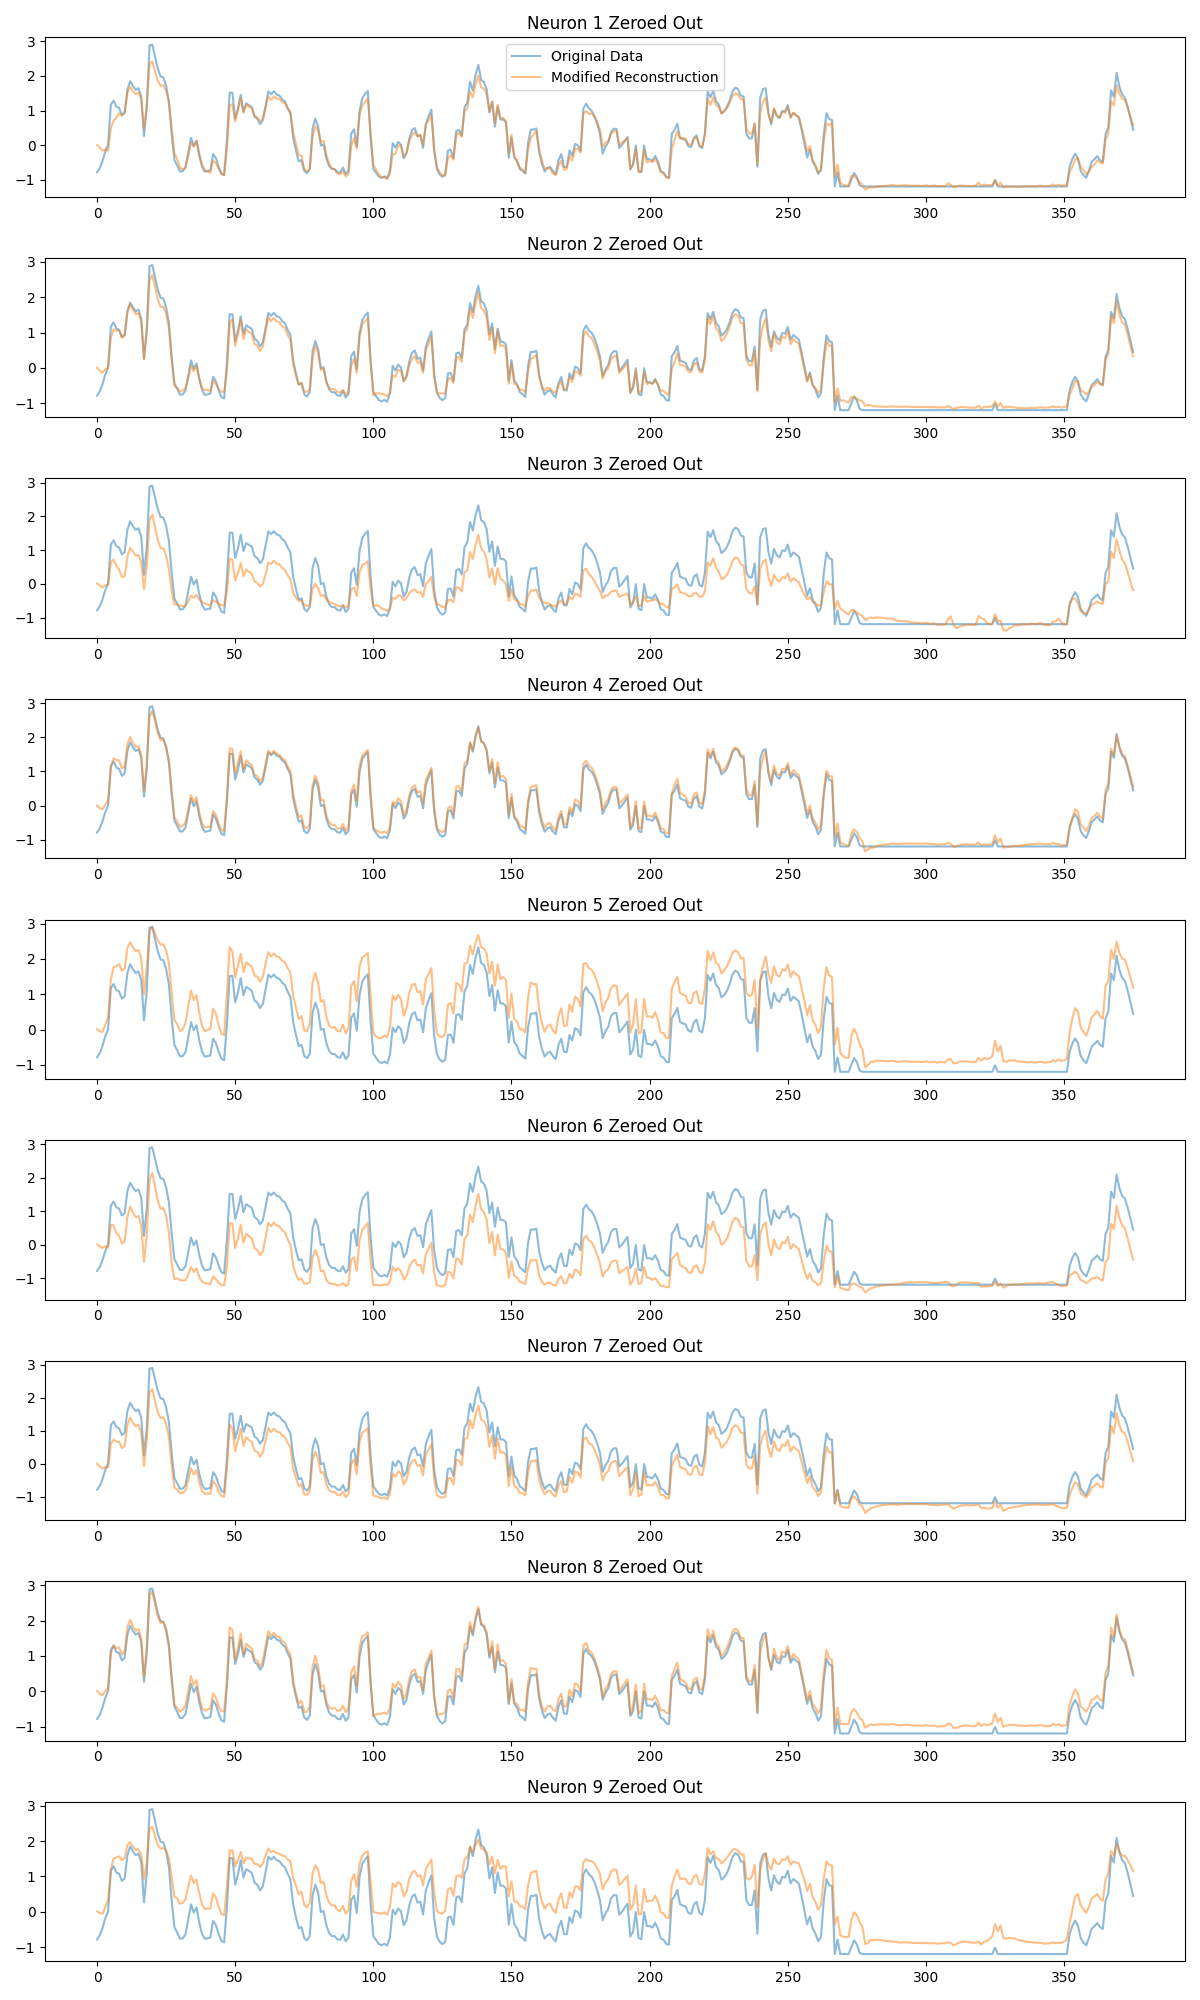 Neuron 1 Zeroed Out
Original Data
Modified Reconstruction
3
2
1
0
−1
0 50 100 150 200 250 300 350
Neuron 2 Zeroed Out
3
2
1
0
−1
0 50 100 150 200 250 300 350
Neuron 3 Zeroed Out
3
2
1
0
−1
0 50 100 150 200 250 300 350
Neuron 4 Zeroed Out
3
2
1
0
−1
0 50 100 150 200 250 300 350
Neuron 5 Zeroed Out
3
2
1
0
−1
0 50 100 150 200 250 300 350
Neuron 6 Zeroed Out
3
2
1
0
−1
0 50 100 150 200 250 300 350
Neuron 7 Zeroed Out
3
2
1
0
−1
0 50 100 150 200 250 300 350
Neuron 8 Zeroed Out
3
2
1
0
−1
0 50 100 150 200 250 300 350
Neuron 9 Zeroed Out
3
2
1
0
−1
0 50 100 150 200 250 300 350